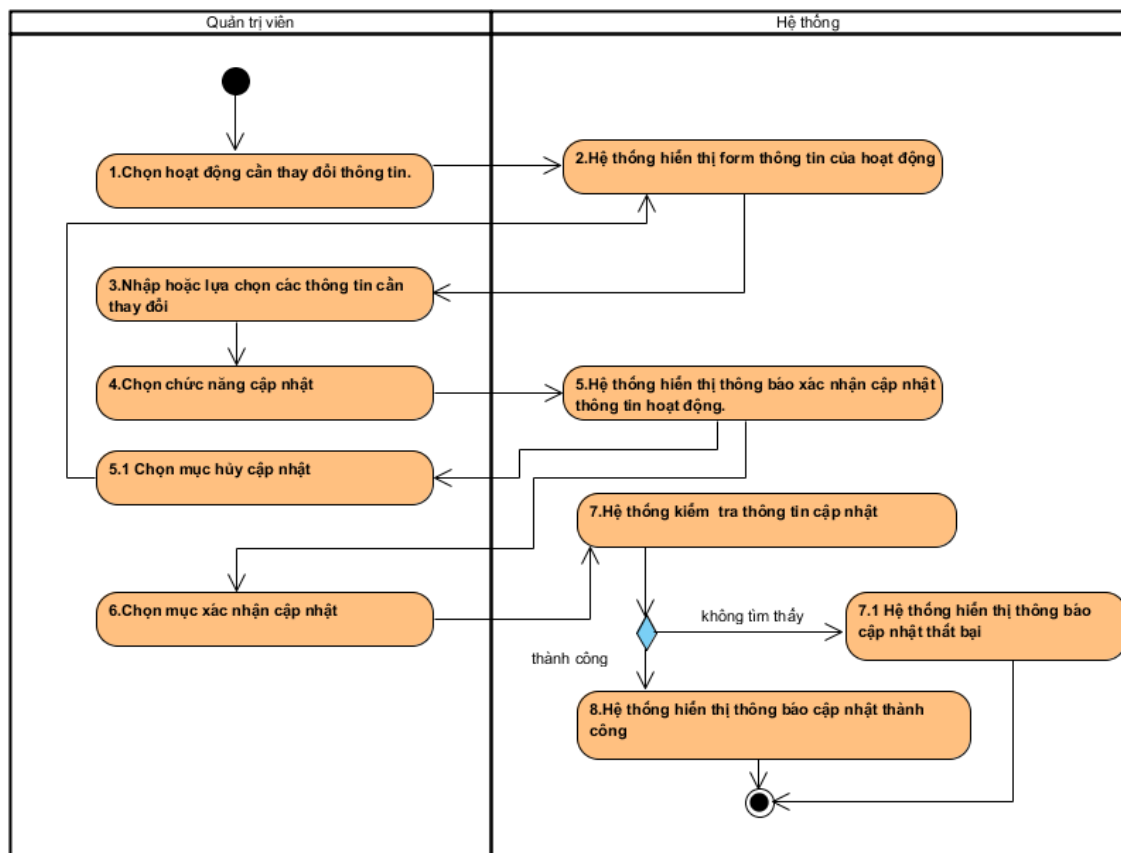 Quản trị viên
Hệ thống
1.Chọn hoạt động cần thay đổi thông tin.
2.Hệ thống hiển thị form thông tin của hoạt động
3.Nhập hoặc lựa chọn các thông tin cần
thay đổi
4.Chọn chức năng cập nhật
5.Hệ thống hiển thị thông báo xác nhận cập nhật
thông tin hoạt động.
5.1 Chọn mục hủy cập nhật
7.Hệ thống kiểm tra thông tin cập nhật
6.Chọn mục xác nhận cập nhật
không tìm thấy
7.1 Hệ thống hiển thị thông báo
cập nhật thất bại
thành công
8.Hệ thống hiển thị thông báo cập nhật thành
công